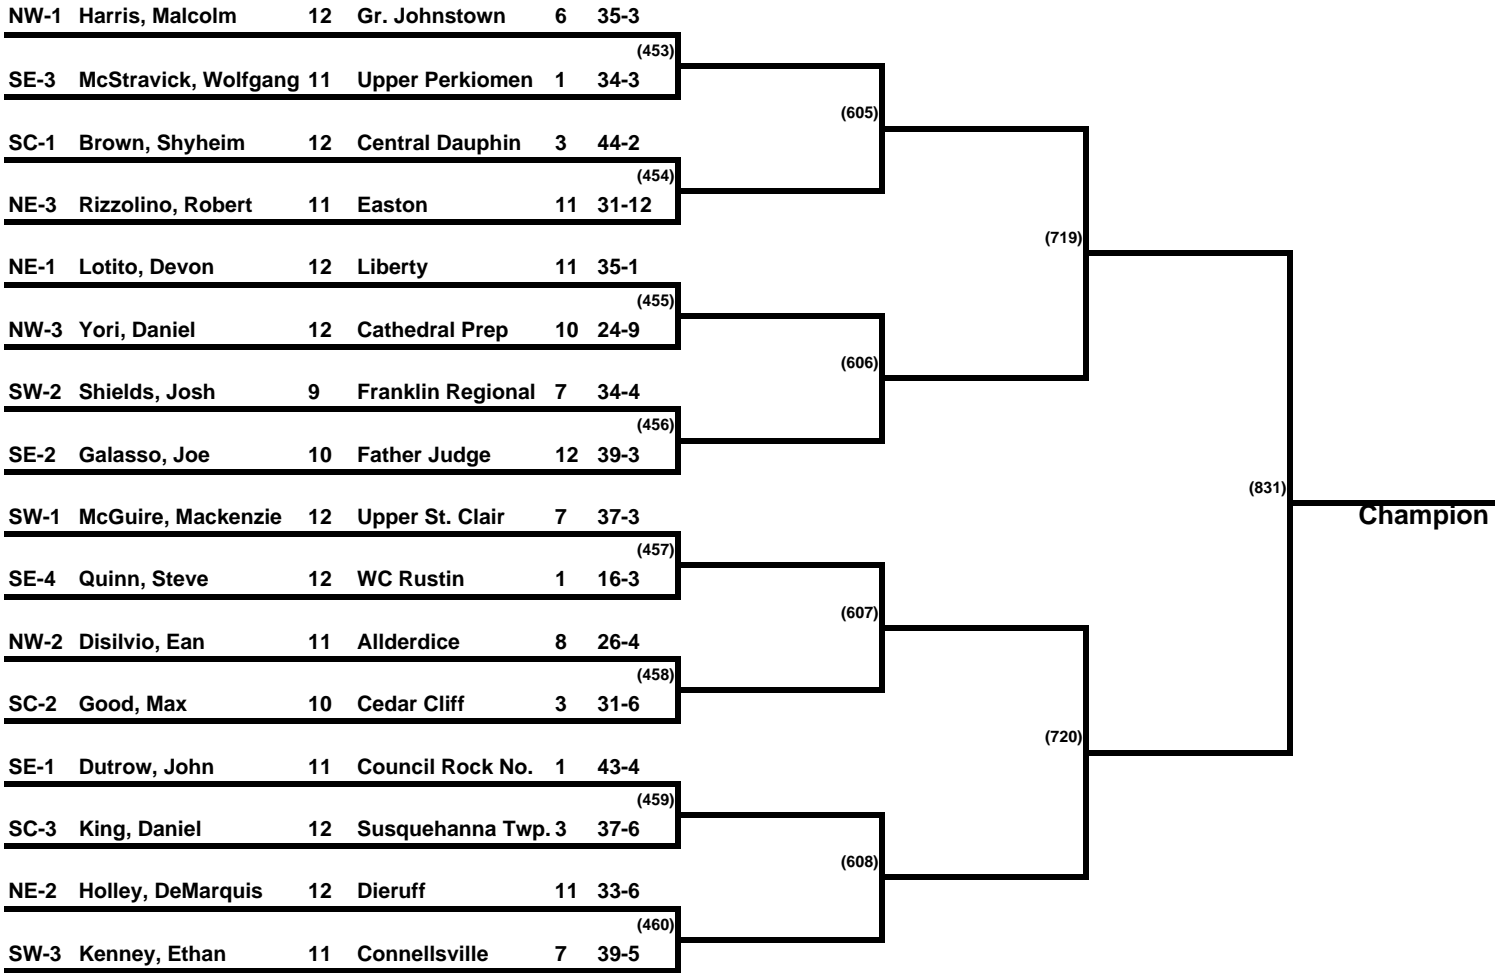 NW-1 Harris, Malcolm 12 Gr. Johnstown 6 35-3
(453)
SE-3 McStravick, Wolfgang 11 Upper Perkiomen 1 34-3
(605)
SC-1 Brown, Shyheim 12 Central Dauphin 3 44-2
(454)
NE-3 Rizzolino, Robert 11 Easton 11 31-12
(719)
NE-1 Lotito, Devon 12 Liberty 11 35-1
(455)
NW-3 Yori, Daniel 12 Cathedral Prep 10 24-9
(606)
SW-2 Shields, Josh 9 Franklin Regional 7 34-4
(456)
SE-2 Galasso, Joe 10 Father Judge 12 39-3
(831)
SW-1 McGuire, Mackenzie 12 Upper St. Clair 7 37-3
Champion
(457)
SE-4 Quinn, Steve 12 WC Rustin 1 16-3
(607)
NW-2 Disilvio, Ean 11 Allderdice 8 26-4
(458)
SC-2 Good, Max 10 Cedar Cliff 3 31-6
(720)
SE-1 Dutrow, John 11 Council Rock No. 1 43-4
(459)
SC-3 King, Daniel 12 Susquehanna Twp. 3 37-6
(608)
NE-2 Holley, DeMarquis 12 Dieruff 11 33-6
(460)
SW-3 Kenney, Ethan 11 Connellsville 7 39-5